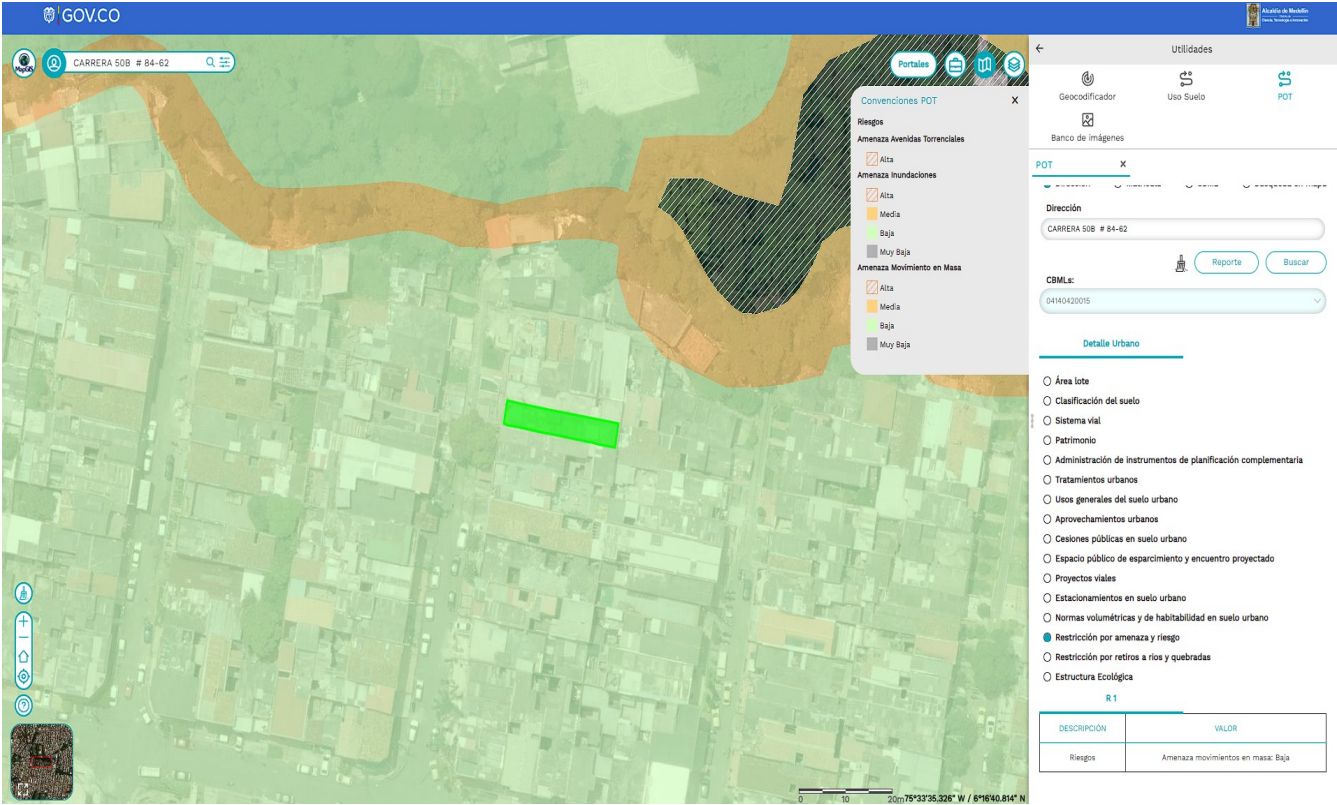 GOV.CO
Alcaldía de Medellín
MapGIS
CARRERA 50B # 84-62
Portales
Convenciones POT
X
Riesgos
Amenaza Avenidas Torrenciales
Alta
Amenaza Inundaciones
Alta
Media
Baja
Muy Baja
Amenaza Movimiento en Masa
Alta
Media
Baja
Muy Baja
0 10 20m
75°33'35.326" W / 6°16'40.814" N
Utilidades
Geocodificador
Uso Suelo
POT
Banco de imágenes
POT X
Dirección
CARRERA 50B # 84-62
Reporte
Buscar
CBMLs:
04140420015
Detalle Urbano
Área lote
Clasificación del suelo
Sistema vial
Patrimonio
Administración de instrumentos de planificación complementaria
Tratamientos urbanos
Usos generales del suelo urbano
Aprovechamientos urbanos
Cesiones públicas en suelo urbano
Espacio público de esparcimiento y encuentro proyectado
Proyectos viales
Estacionamientos en suelo urbano
Normas volumétricas y de habitabilidad en suelo urbano
Restricción por amenaza y riesgo
Restricción por retiros a rios y quebradas
Estructura Ecológica
R 1
DESCRIPCIÓN VALOR
Riesgos Amenaza movimientos en masa: Baja